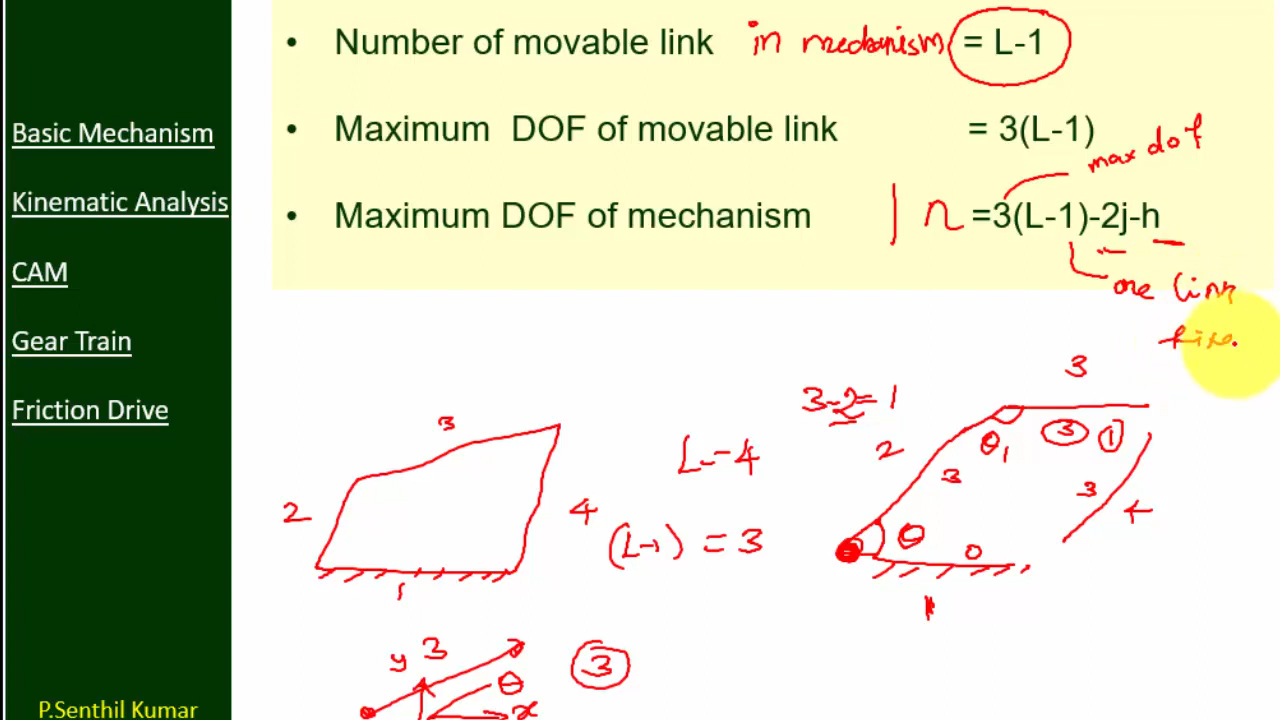 • Number of movable link in mechanism = L-1
• Maximum DOF of movable link = 3(L-1)
max dof
• Maximum DOF of mechanism n =3(L-1)-2j-h
one link
Basic Mechanism
Kinematic Analysis
CAM
Gear Train
Friction Drive
P.Senthil Kumar
3
2
4
1
L=4
(L-1) = 3
3-2=1
3
2
θ1
3
1
3
3
4
θ
0
1
y
3
θ
x
3